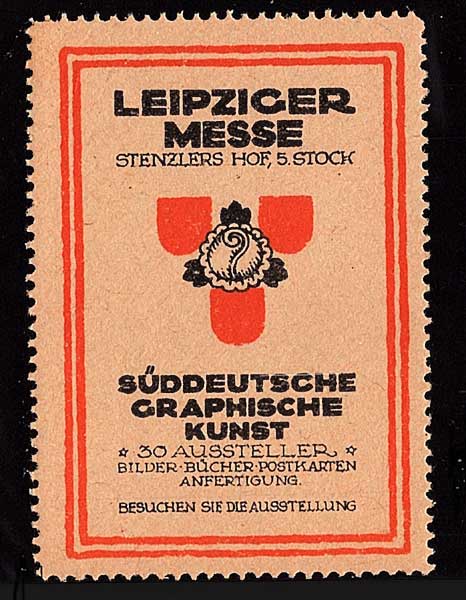 LEIPZIGER
MESSE
STENZLERS HOF, 5. STOCK
SÜDDEUTSCHE
GRAPHISCHE
KUNST
☆ 30 AUSSTELLER ☆
BILDER·BÜCHER·POSTKARTEN
ANFERTIGUNG.
BESUCHEN SIE DIE AUSSTELLUNG